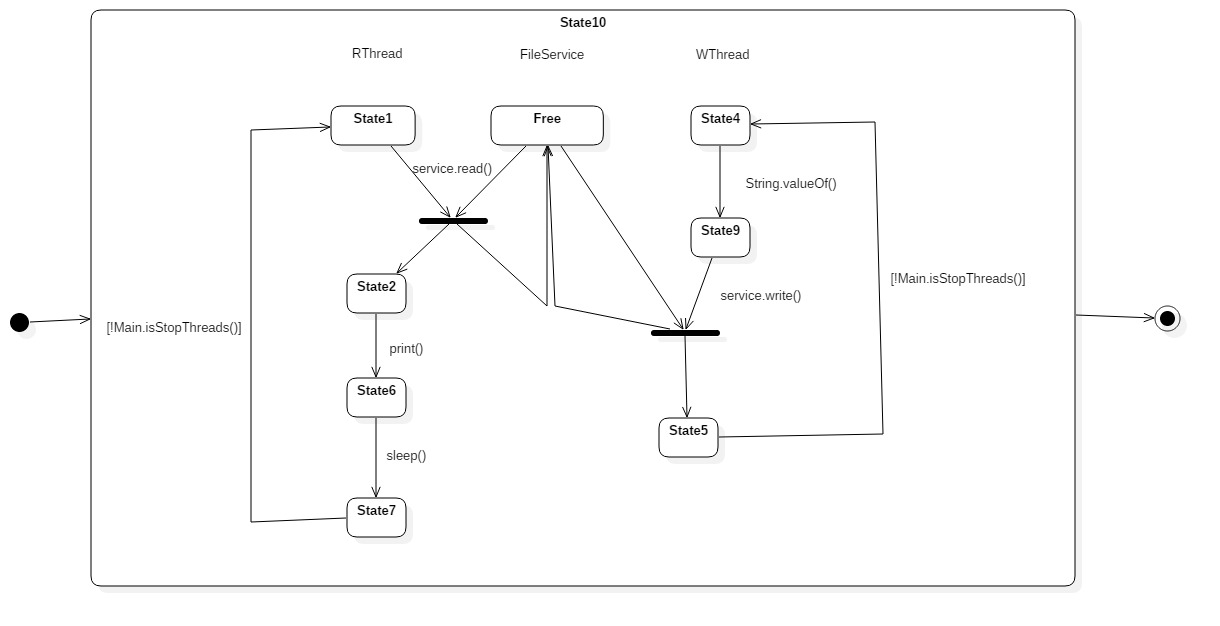 State10
RThread
FileService
WThread
State1
Free
State4
service.read()
String.valueOf()
State9
State2
[!Main.isStopThreads()]
service.write()
[!Main.isStopThreads()]
print()
State6
State5
sleep()
State7